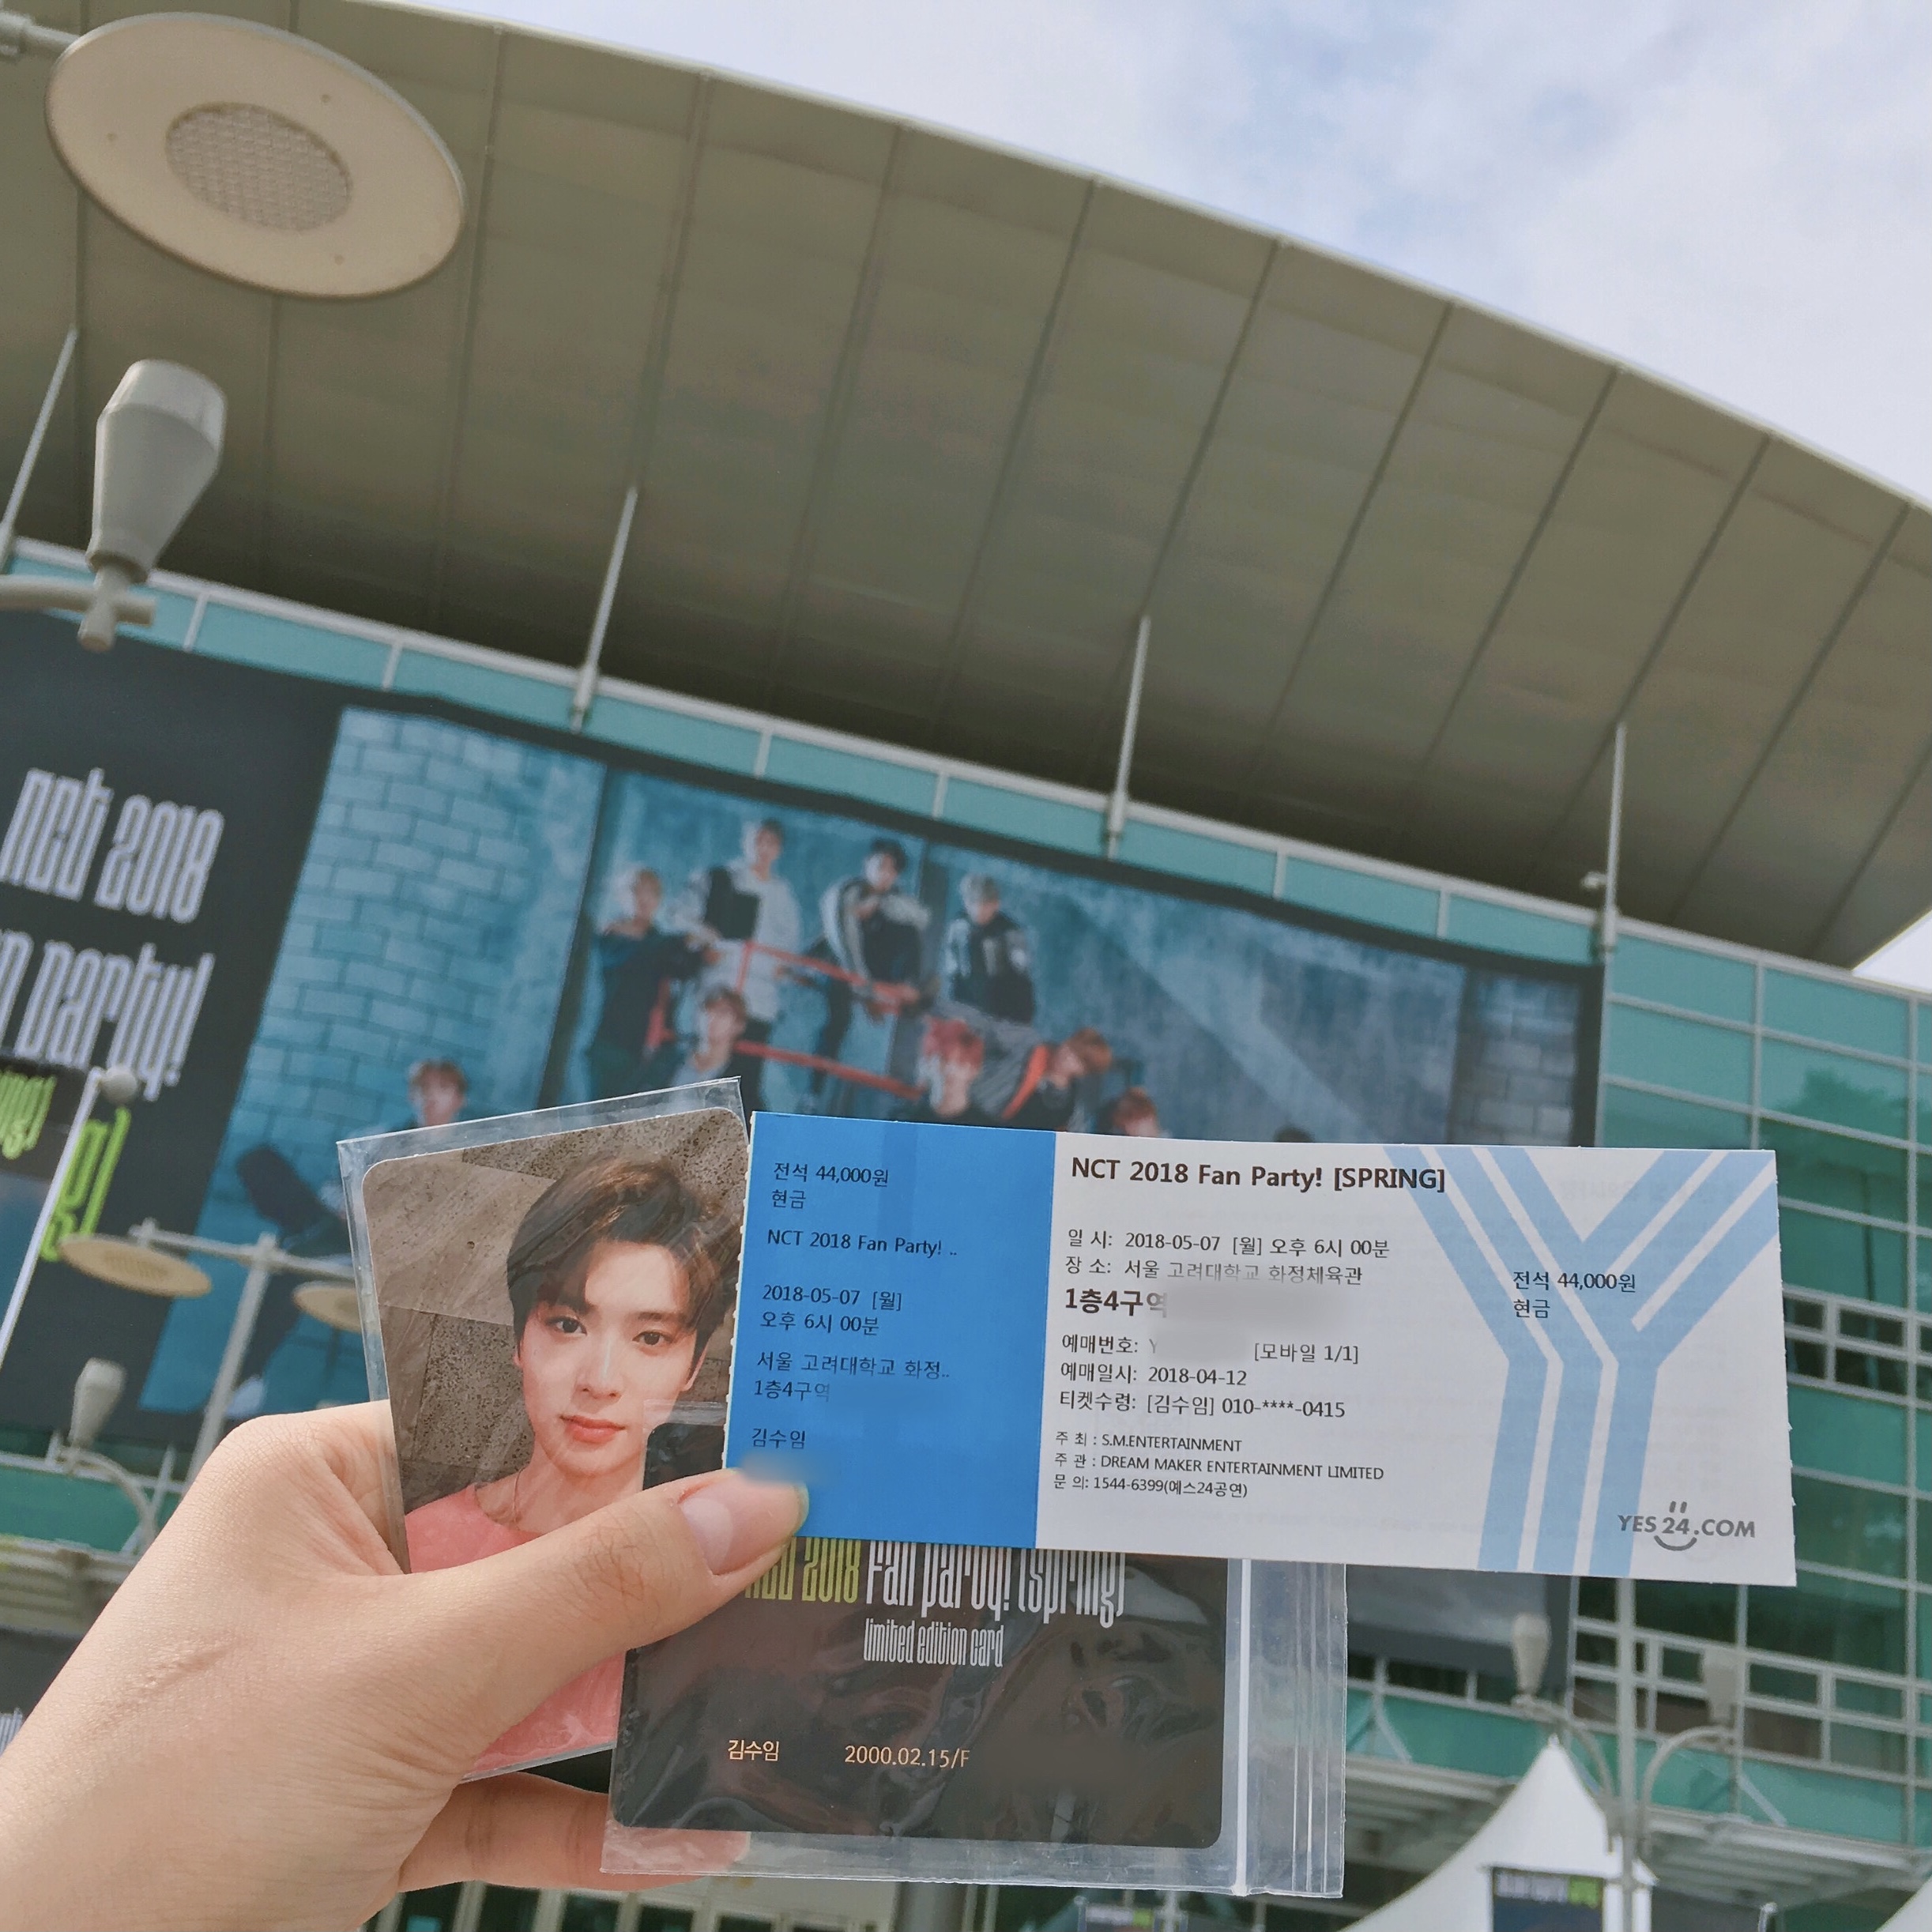 nct 2018
party!
전석 44,000원
현금
NCT 2018 Fan Party! ..
2018-05-07 [월]
오후 6시 00분
서울 고려대학교 화정..
1층4구역
김수임
NCT 2018 Fan Party! [SPRING]
일 시: 2018-05-07 [월] 오후 6시 00분
장 소: 서울 고려대학교 화정체육관
1층4구역
예매번호: Y [모바일 1/1]
예매일시: 2018-04-12
티켓수령: [김수임] 010-****-0415
주 최 : S.M.ENTERTAINMENT
주 관 : DREAM MAKER ENTERTAINMENT LIMITED
문 의: 1544-6399(예스24공연)
전석 44,000원
현금
YES24.COM
nct 2018 Fan party! (spring)
limited edition card
김수임 2000.02.15/F